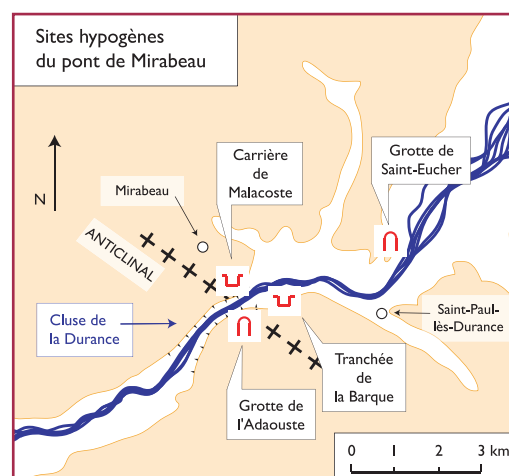 Sites hypogènes
du pont de Mirabeau
Carrière
de
Malacoste
Grotte de
Saint-Eucher
N
Mirabeau
ANTICLINAL
Cluse de
la Durance
Saint-Paul-
lès-Durance
Tranchée
de
la Barque
Grotte de
l'Adaouste
0 1 2 3 km